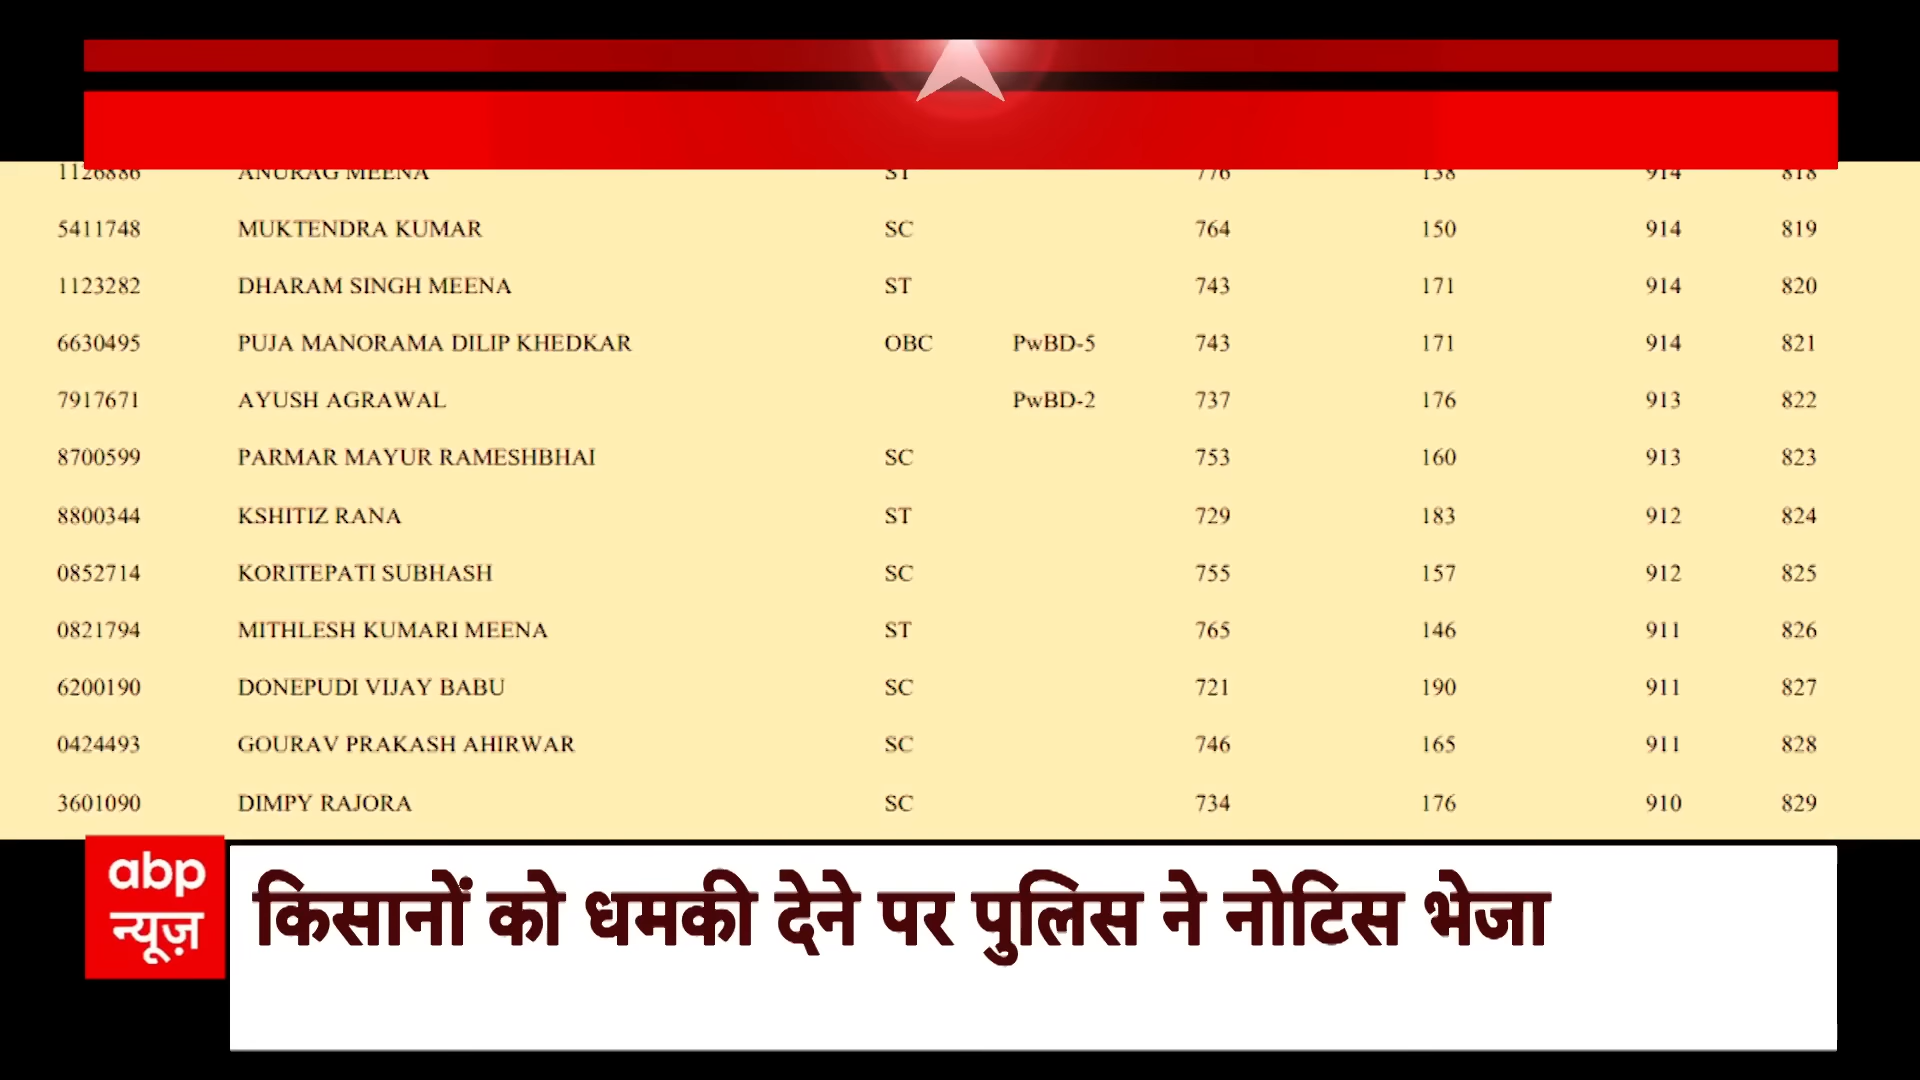 1126886 ANURAG MEENA ST 776 138 914 818
5411748 MUKTENDRA KUMAR SC 764 150 914 819
1123282 DHARAM SINGH MEENA ST 743 171 914 820
6630495 PUJA MANORAMA DILIP KHEDKAR OBC PwBD-5 743 171 914 821
7917671 AYUSH AGRAWAL PwBD-2 737 176 913 822
8700599 PARMAR MAYUR RAMESHBHAI SC 753 160 913 823
8800344 KSHITIZ RANA ST 729 183 912 824
0852714 KORITEPATI SUBHASH SC 755 157 912 825
0821794 MITHLESH KUMARI MEENA ST 765 146 911 826
6200190 DONEPUDI VIJAY BABU SC 721 190 911 827
0424493 GOURAV PRAKASH AHIRWAR SC 746 165 911 828
3601090 DIMPY RAJORA SC 734 176 910 829
abp
न्यूज़
किसानों को धमकी देने पर पुलिस ने नोटिस भेजा